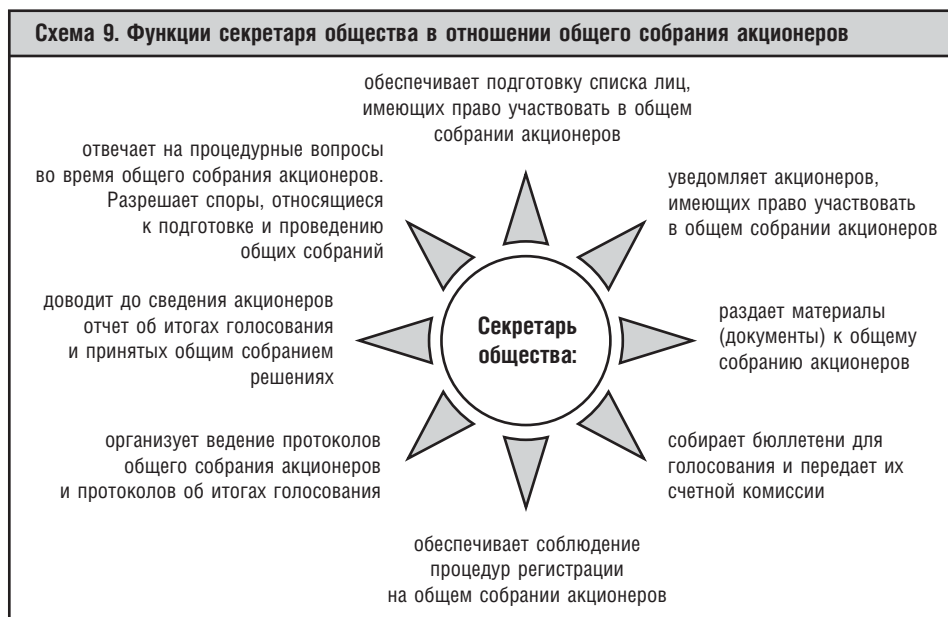 Схема 9. Функции секретаря общества в отношении общего собрания акционеров
обеспечивает подготовку списка лиц,
имеющих право участвовать в общем
собрании акционеров
уведомляет акционеров,
имеющих право участвовать
в общем собрании акционеров
раздает материалы
(документы) к общему
собранию акционеров
собирает бюллетени для
голосования и передает их
счетной комиссии
обеспечивает соблюдение
процедур регистрации
на общем собрании акционеров
организует ведение протоколов
общего собрания акционеров
и протоколов об итогах голосования
доводит до сведения акционеров
отчет об итогах голосования
и принятых общим собранием
решениях
отвечает на процедурные вопросы
во время общего собрания акционеров.
Разрешает споры, относящиеся
к подготовке и проведению
общих собраний
Секретарь
общества: